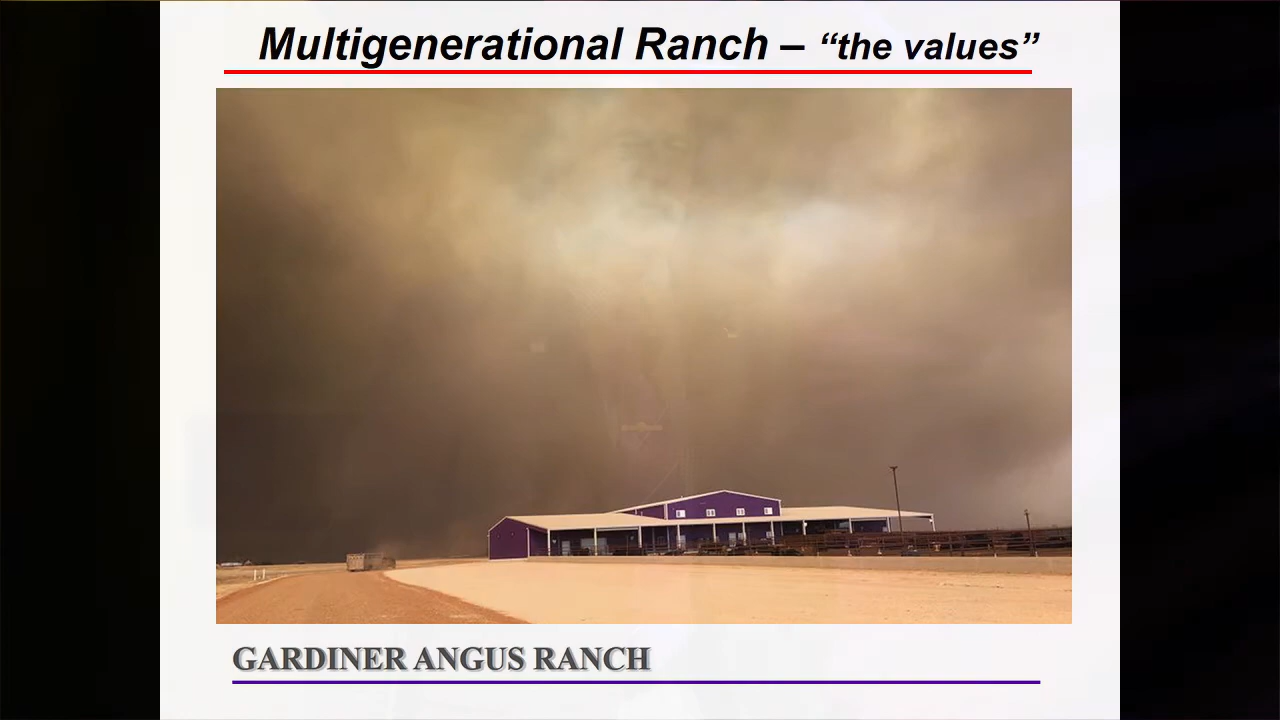 Multigenerational Ranch – “the values”
GARDINER ANGUS RANCH